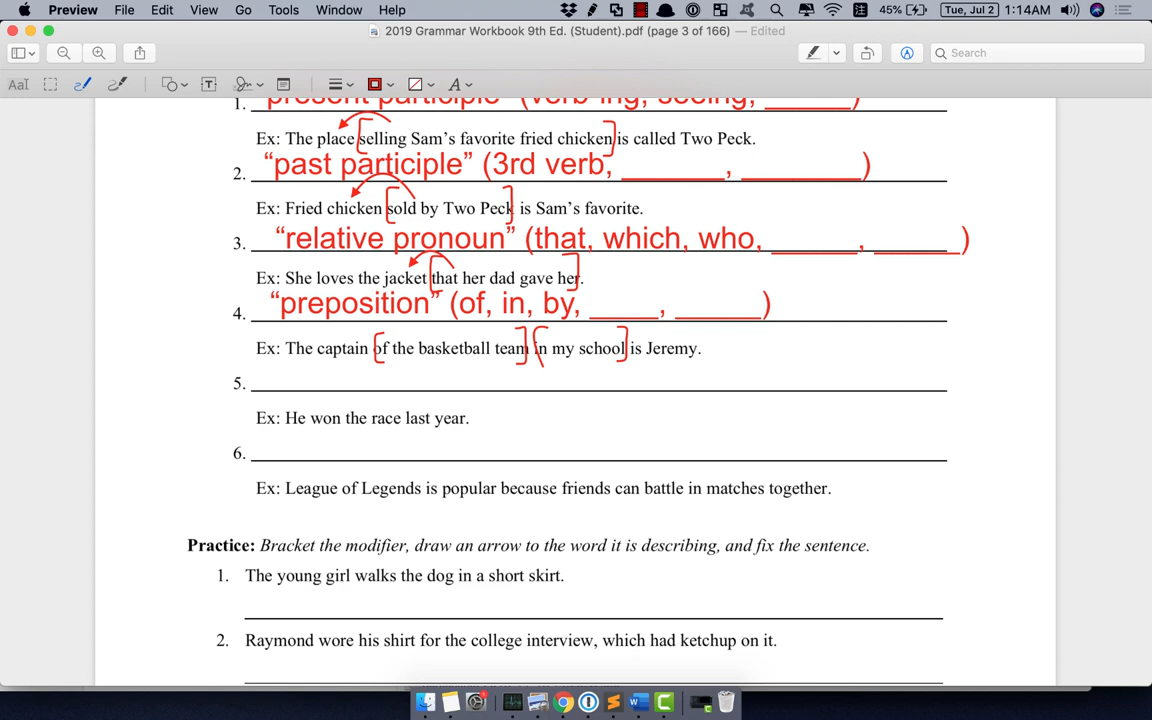 Preview File Edit View Go Tools Window Help 45% Tue, Jul 2 1:14AM
2019 Grammar Workbook 9th Ed. (Student).pdf (page 3 of 166) — Edited
Search
AaI T A
1. "present participle" (verb-ing, seeing, ______)
Ex: The place [selling Sam's favorite fried chicken] is called Two Peck.
2. "past participle" (3rd verb, ______, _______)
Ex: Fried chicken [sold by Two Peck] is Sam's favorite.
3. "relative pronoun" (that, which, who, _____, _____)
Ex: She loves the jacket [that her dad gave her].
4. "preposition" (of, in, by, ____, _____)
Ex: The captain [of the basketball team] [in my school] is Jeremy.
5.
Ex: He won the race last year.
6.
Ex: League of Legends is popular because friends can battle in matches together.
Practice: Bracket the modifier, draw an arrow to the word it is describing, and fix the sentence.
1. The young girl walks the dog in a short skirt.
2. Raymond wore his shirt for the college interview, which had ketchup on it.